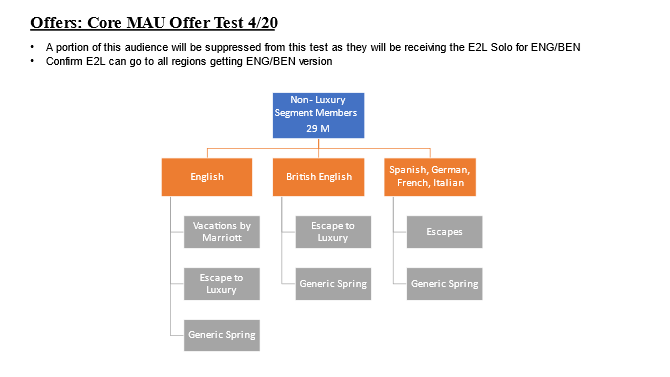 Offers: Core MAU Offer Test 4/20
• A portion of this audience will be suppressed from this test as they will be receiving the E2L Solo for ENG/BEN
• Confirm E2L can go to all regions getting ENG/BEN version
Non- Luxury
Segment Members
29 M
English
British English
Spanish, German,
French, Italian
Vacations by
Marriott
Escape to
Luxury
Escapes
Escape to
Luxury
Generic Spring
Generic Spring
Generic Spring